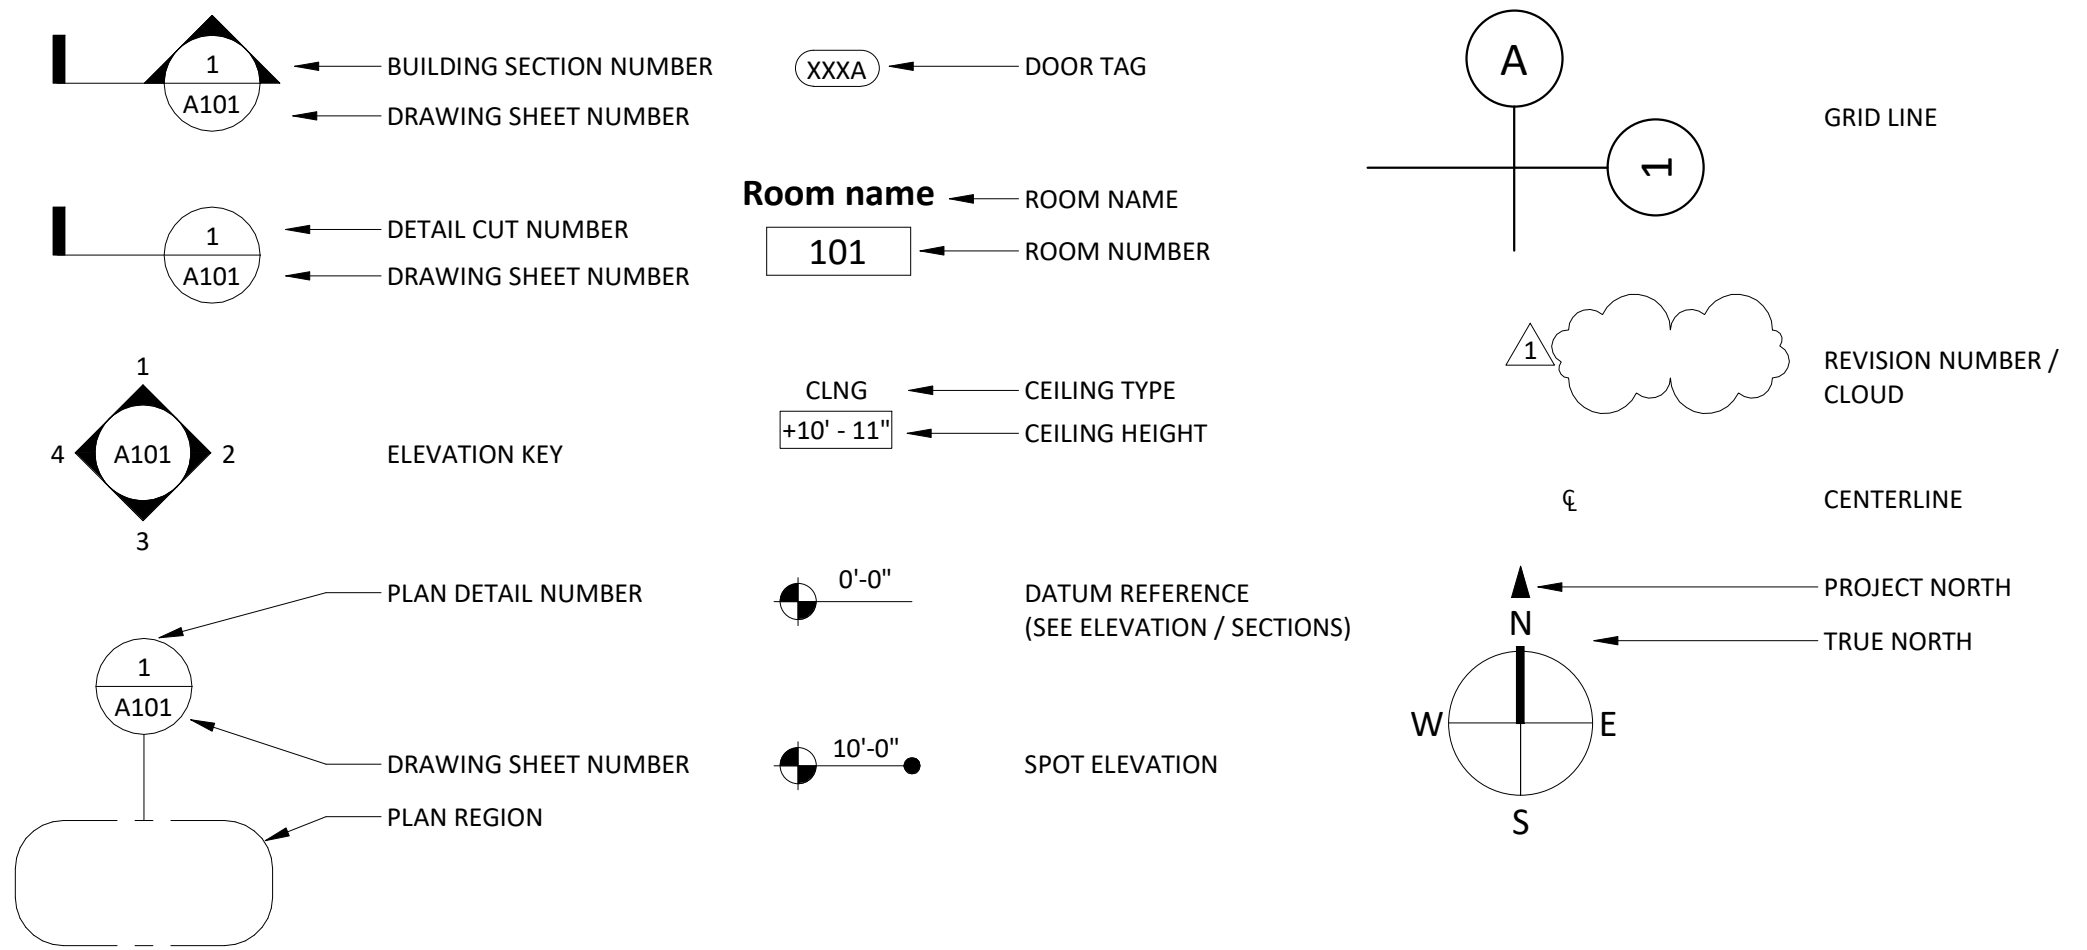 1
A101
BUILDING SECTION NUMBER
DRAWING SHEET NUMBER
1
A101
DETAIL CUT NUMBER
DRAWING SHEET NUMBER
1
4
A101
2
3
ELEVATION KEY
PLAN DETAIL NUMBER
1
A101
DRAWING SHEET NUMBER
PLAN REGION
XXXA
DOOR TAG
Room name
ROOM NAME
101
ROOM NUMBER
CLNG
CEILING TYPE
+10' - 11"
CEILING HEIGHT
0'-0"
DATUM REFERENCE
(SEE ELEVATION / SECTIONS)
10'-0"
SPOT ELEVATION
A
1
GRID LINE
1
REVISION NUMBER /
CLOUD
℄
CENTERLINE
PROJECT NORTH
N
TRUE NORTH
W
E
S